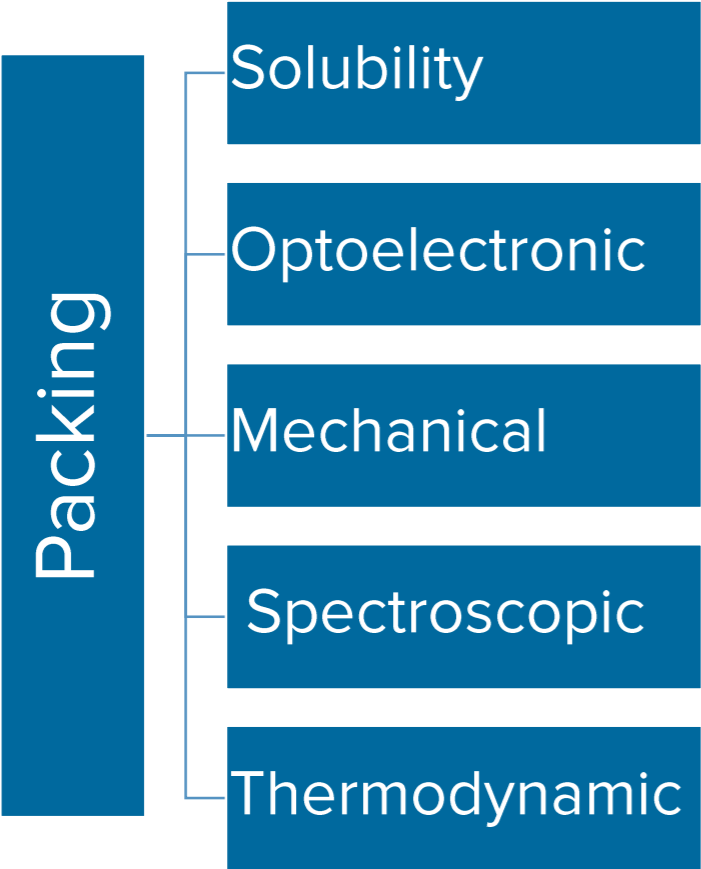 Packing
Solubility
Optoelectronic
Mechanical
Spectroscopic
Thermodynamic